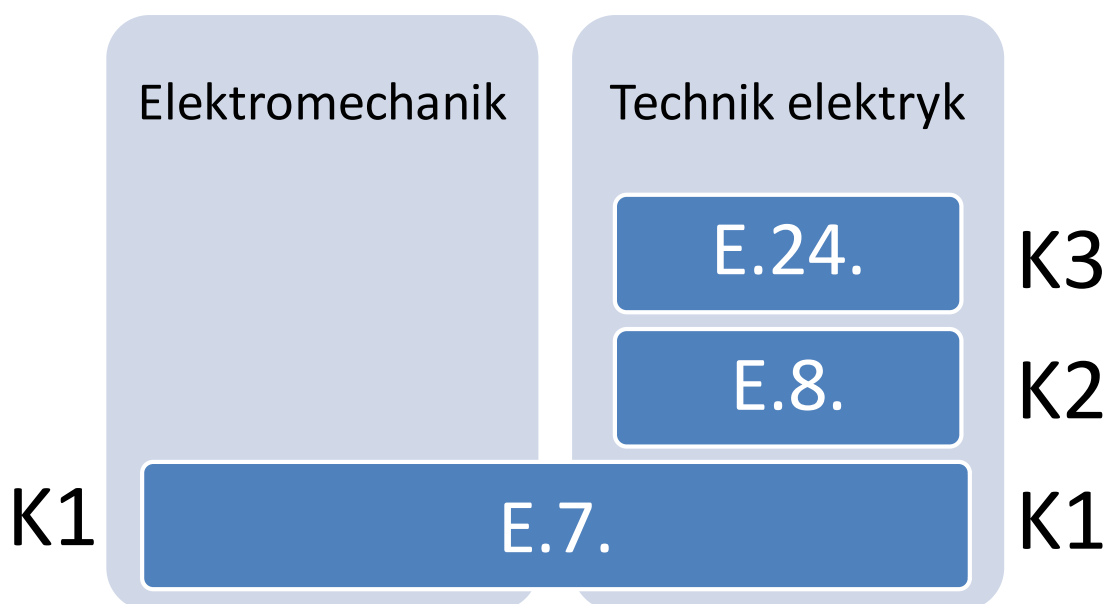 Elektromechanik
Technik elektryk
E.24.
K3
E.8.
K2
K1
E.7.
K1